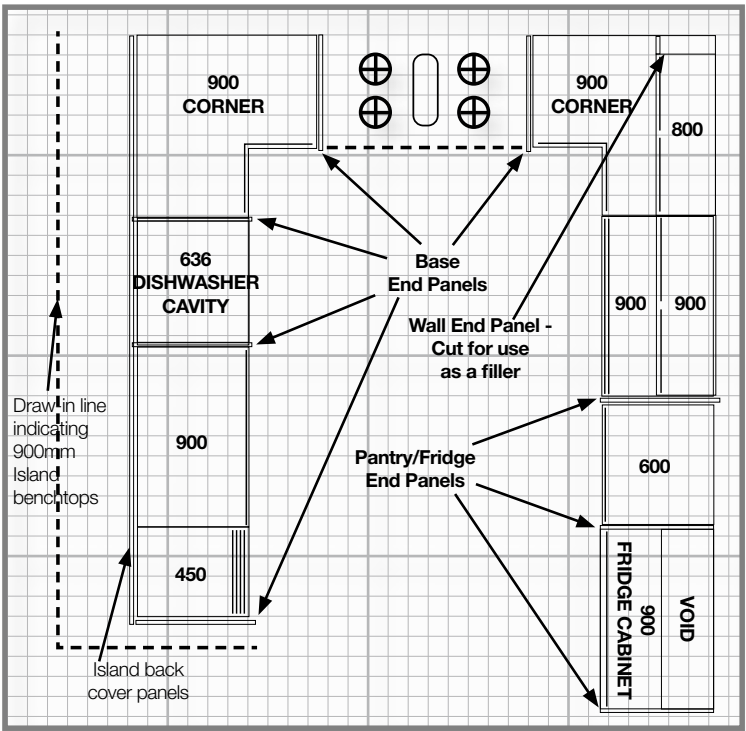 900
CORNER
900
CORNER
800
636
DISHWASHER
CAVITY
Base
End Panels
900
900
Wall End Panel -
Cut for use
as a filler
Draw in line
indicating
900mm
Island
benchtops
900
Pantry/Fridge
End Panels
600
450
FRIDGE CABINET
900
VOID
Island back
cover panels